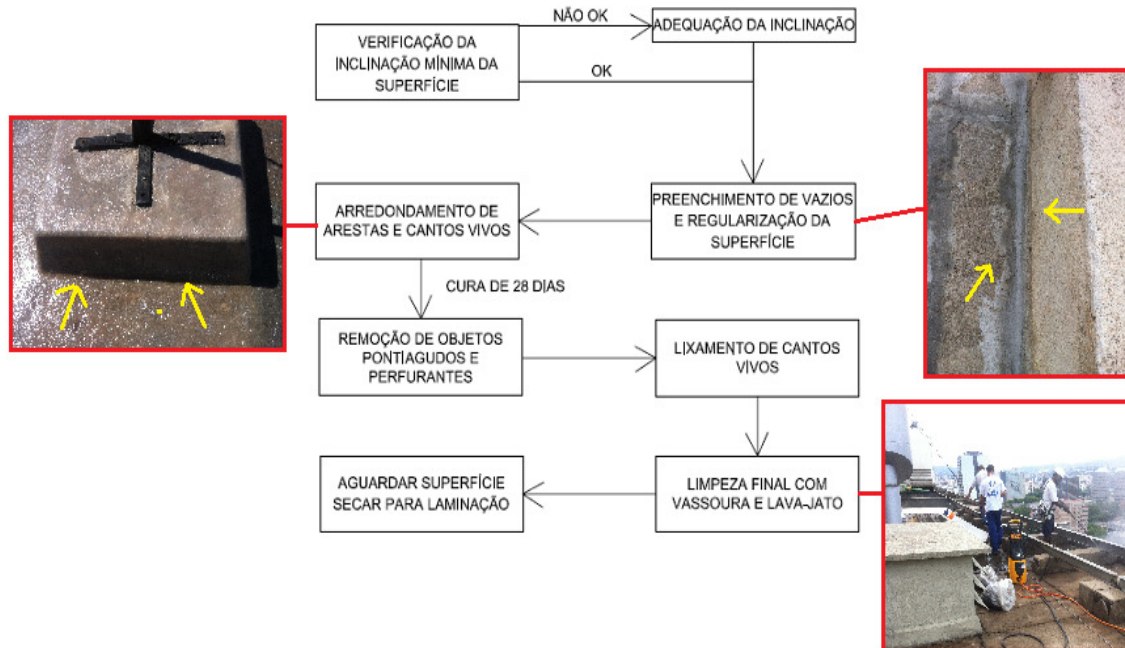 NÃO OK
VERIFICAÇÃO DA
INCLINAÇÃO MÍNIMA DA
SUPERFÍCIE
ADEQUAÇÃO DA INCLINAÇÃO
OK
PREENCHIMENTO DE VAZIOS
E REGULARIZAÇÃO DA
SUPERFÍCIE
ARREDONDAMENTO DE
ARESTAS E CANTOS VIVOS
CURA DE 28 DIAS
REMOÇÃO DE OBJETOS
PONTIAGUDOS E
PERFURANTES
LIXAMENTO DE CANTOS
VIVOS
LIMPEZA FINAL COM
VASSOURA E LAVA-JATO
AGUARDAR SUPERFÍCIE
SECAR PARA LAMINAÇÃO